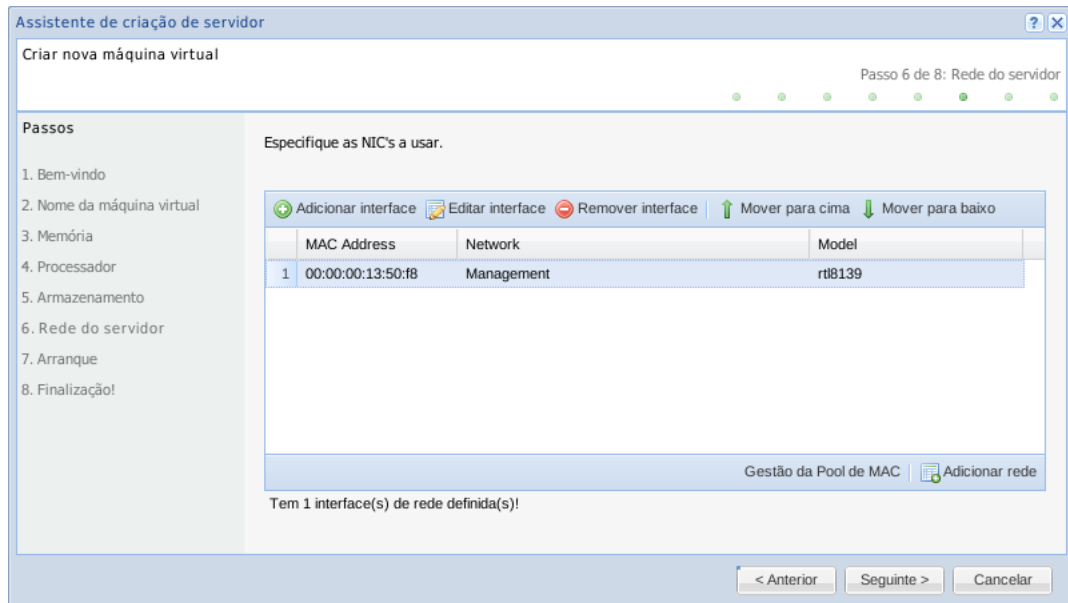 Assistente de criação de servidor
Criar nova máquina virtual
Passo 6 de 8: Rede do servidor
Passos
1. Bem-vindo
2. Nome da máquina virtual
3. Memória
4. Processador
5. Armazenamento
6. Rede do servidor
7. Arranque
8. Finalização!
Especifique as NIC's a usar.
Adicionar interface Editar interface Remover interface Mover para cima Mover para baixo
MAC Address Network Model
1 00:00:00:13:50:f8 Management rtl8139
Gestão da Pool de MAC Adicionar rede
Tem 1 interface(s) de rede definida(s)!
< Anterior Seguinte > Cancelar